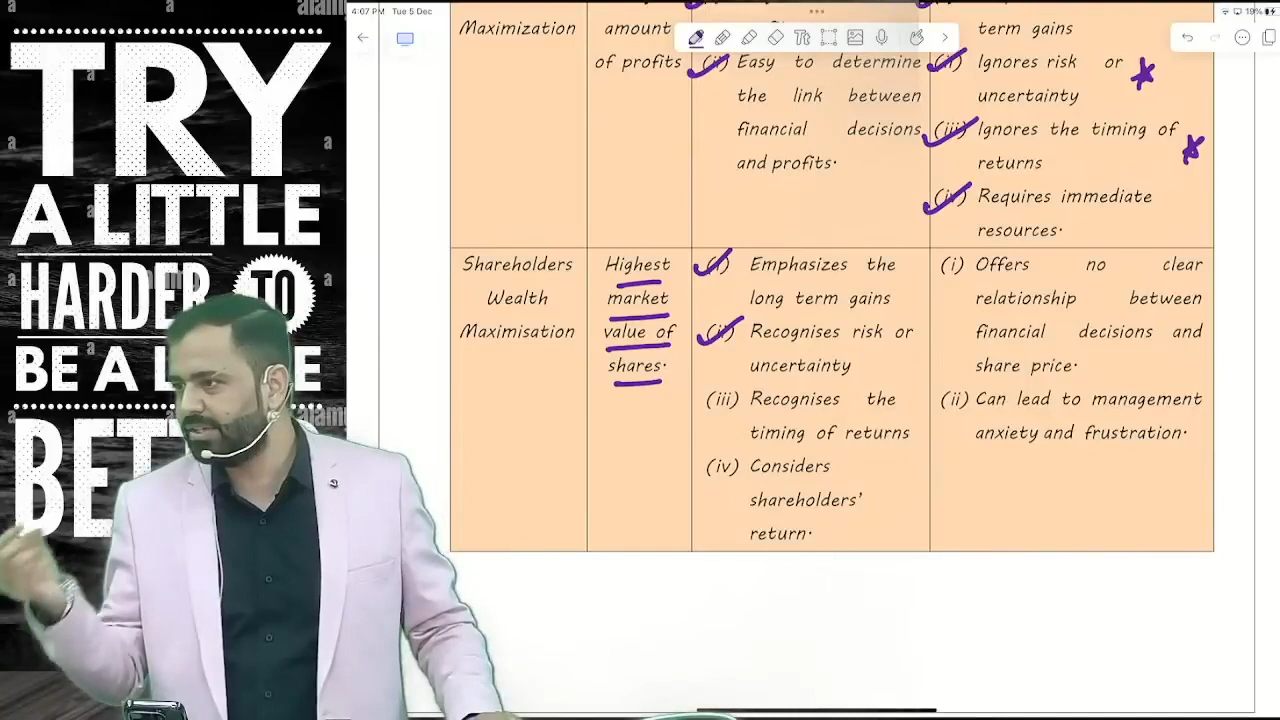 4:07 PM Tue 5 Dec
19%
TRY
A LITTLE
HARDER TO
BE A
Maximization
amount
of profits
Easy to determine
the link between
financial decisions
and profits.
term gains
(ii) Ignores risk or
uncertainty
(iii) Ignores the timing of
returns
(iv) Requires immediate
resources.
Shareholders
Wealth
Maximisation
Highest
market
value of
shares.
(i) Emphasizes the
long term gains
(ii) Recognises risk or
uncertainty
(iii) Recognises the
timing of returns
(iv) Considers
shareholders'
return.
(i) Offers no clear
relationship between
financial decisions and
share price.
(ii) Can lead to management
anxiety and frustration.